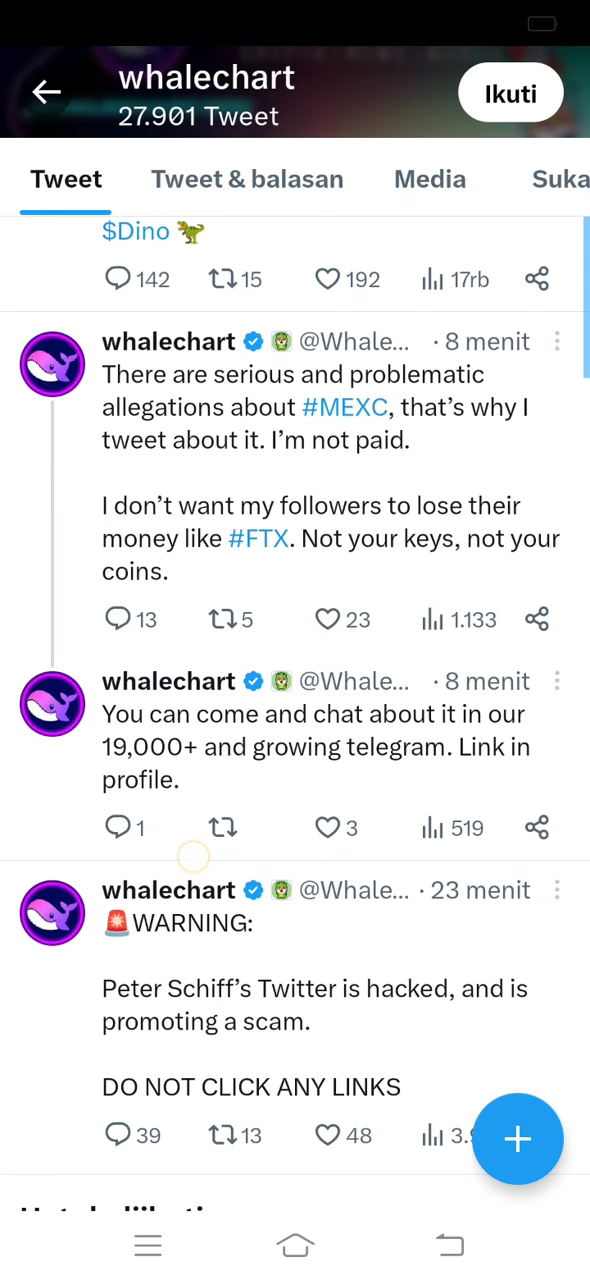 whalechart
27.901 Tweet
Ikuti
Tweet
Tweet & balasan
Media
Suka
$Dino 🦖
142 15 192 17rb
whalechart @Whale... · 8 menit
There are serious and problematic
allegations about #MEXC, that's why I
tweet about it. I'm not paid.
I don't want my followers to lose their
money like #FTX. Not your keys, not your
coins.
13 5 23 1.133
whalechart @Whale... · 8 menit
You can come and chat about it in our
19,000+ and growing telegram. Link in
profile.
1 3 519
whalechart @Whale... · 23 menit
🚨WARNING:
Peter Schiff's Twitter is hacked, and is
promoting a scam.
DO NOT CLICK ANY LINKS
39 13 48